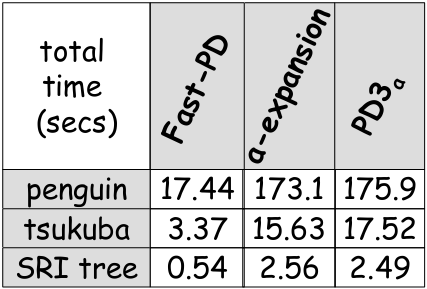 total
time
(secs)
Fast-PD
a-expansion
PD3a
penguin 17.44 173.1 175.9
tsukuba 3.37 15.63 17.52
SRI tree 0.54 2.56 2.49